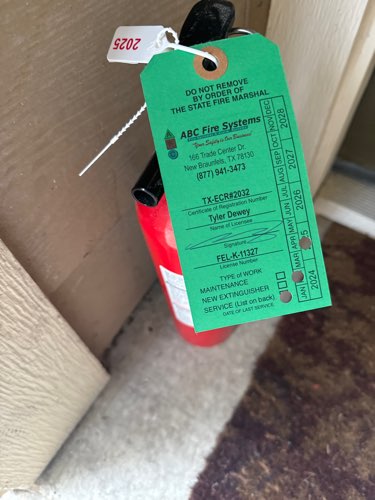 2025
DO NOT REMOVE
BY ORDER OF
THE STATE FIRE MARSHAL
ABC Fire Systems
"Your Safety is Our Business!"
166 Trade Center Dr.
New Braunfels, TX 78130
(877) 941-3473
TX-ECR#2032
Certificate of Registration Number
Tyler Dewey
Name of Licensee
Signature
FEL-K-11327
License Number
TYPE of WORK
MAINTENANCE
NEW EXTINGUISHER
SERVICE (List on back)
DATE OF LAST SERVICE
JAN MAR APR MAY JUN JUL AUG SEP OCT NOV DEC
2024 5 2026 2027 2028